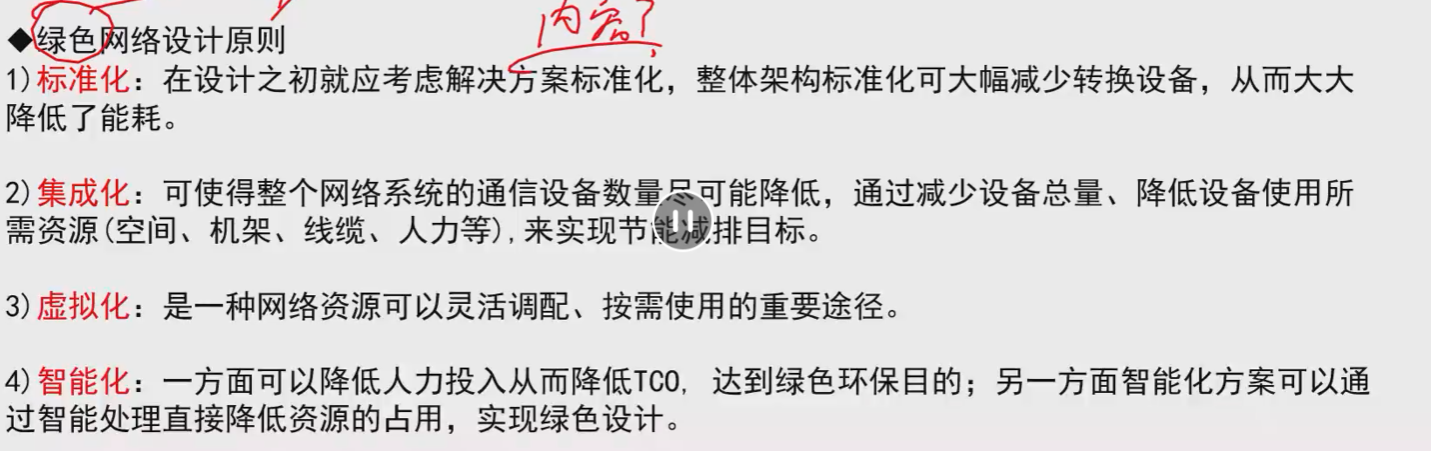 内容?
◆绿色网络设计原则
1)标准化：在设计之初就应考虑解决方案标准化，整体架构标准化可大幅减少转换设备，从而大大
降低了能耗。
2)集成化：可使得整个网络系统的通信设备数量尽可能降低，通过减少设备总量、降低设备使用所
需资源(空间、机架、线缆、人力等),来实现节能减排目标。
3)虚拟化：是一种网络资源可以灵活调配、按需使用的重要途径。
4)智能化：一方面可以降低人力投入从而降低TCO, 达到绿色环保目的；另一方面智能化方案可以通
过智能处理直接降低资源的占用，实现绿色设计。